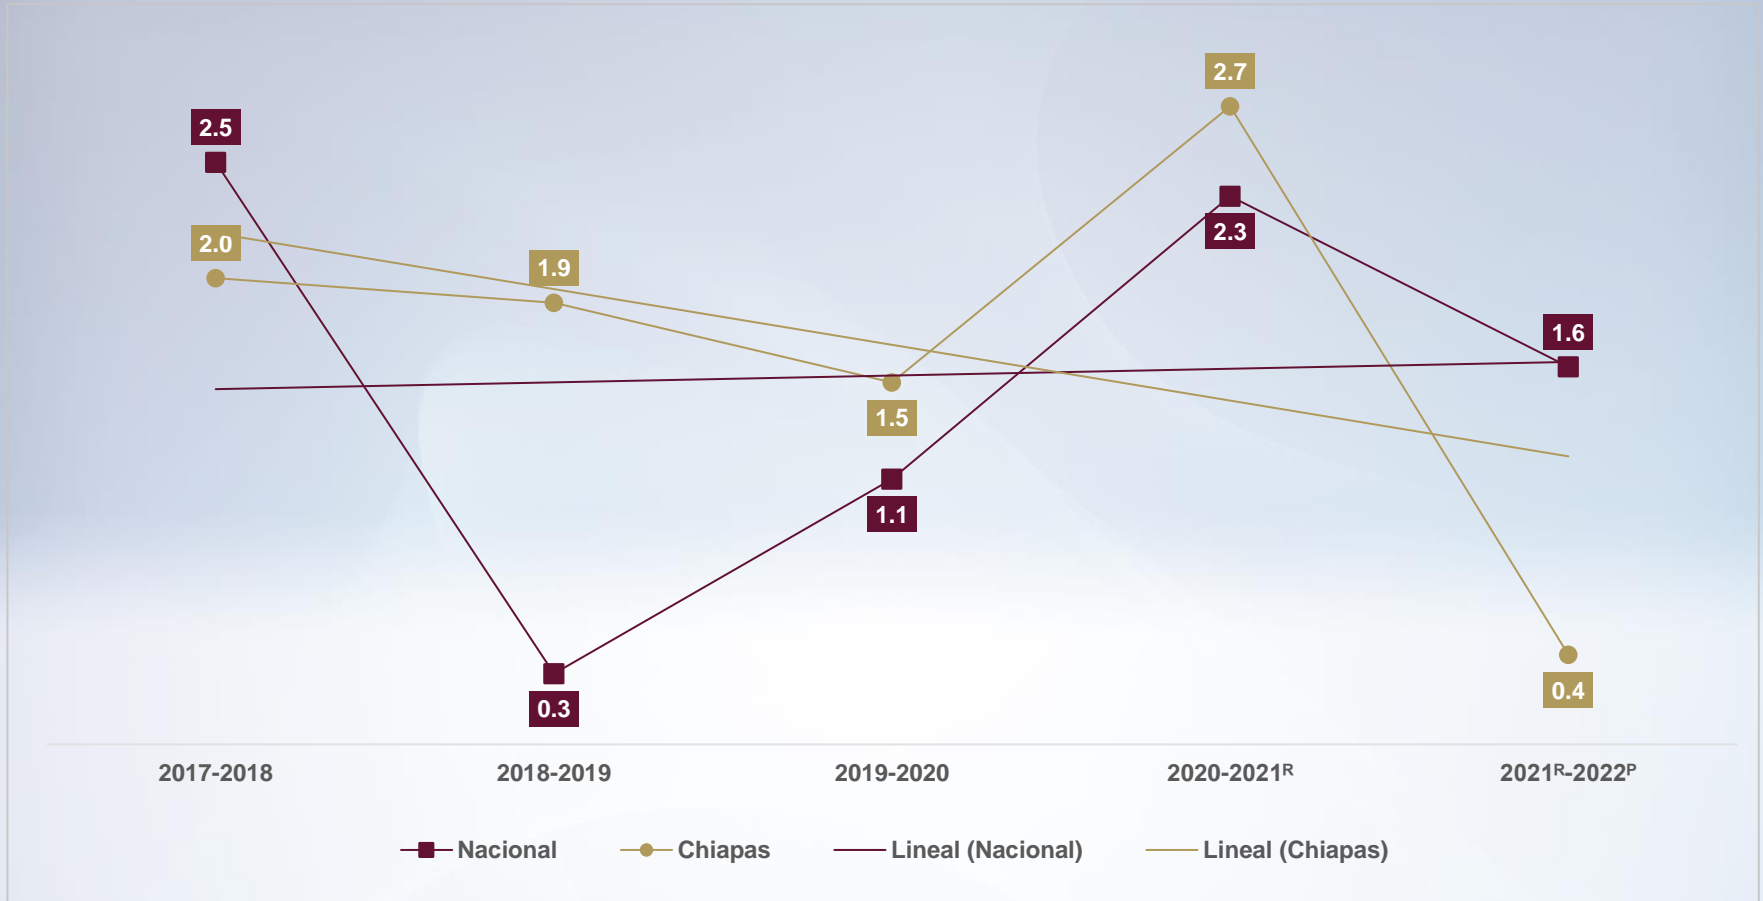 2.7
2.5
2.0
1.9
2.3
1.6
1.5
1.1
0.3
0.4
2017-2018
2018-2019
2019-2020
2020-2021ᴿ
2021ᴿ-2022ᴾ
Nacional
Chiapas
Lineal (Nacional)
Lineal (Chiapas)